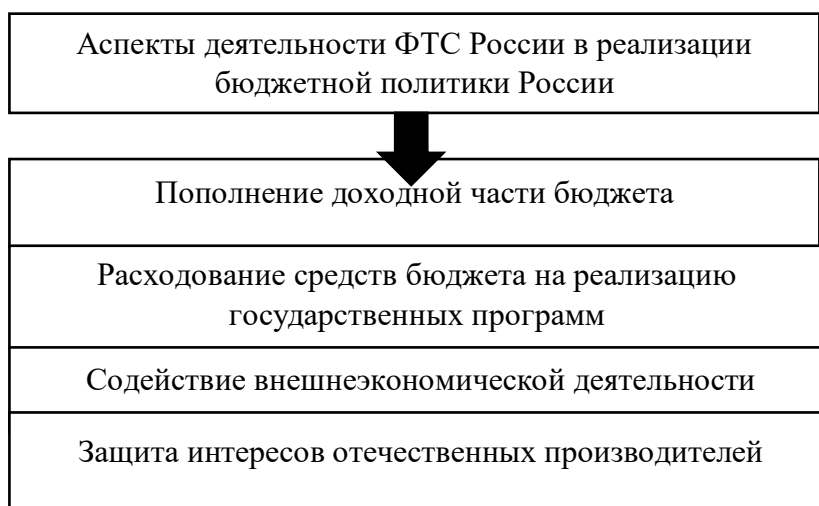 Аспекты деятельности ФТС России в реализации
бюджетной политики России
Пополнение доходной части бюджета
Расходование средств бюджета на реализацию
государственных программ
Содействие внешнеэкономической деятельности
Защита интересов отечественных производителей